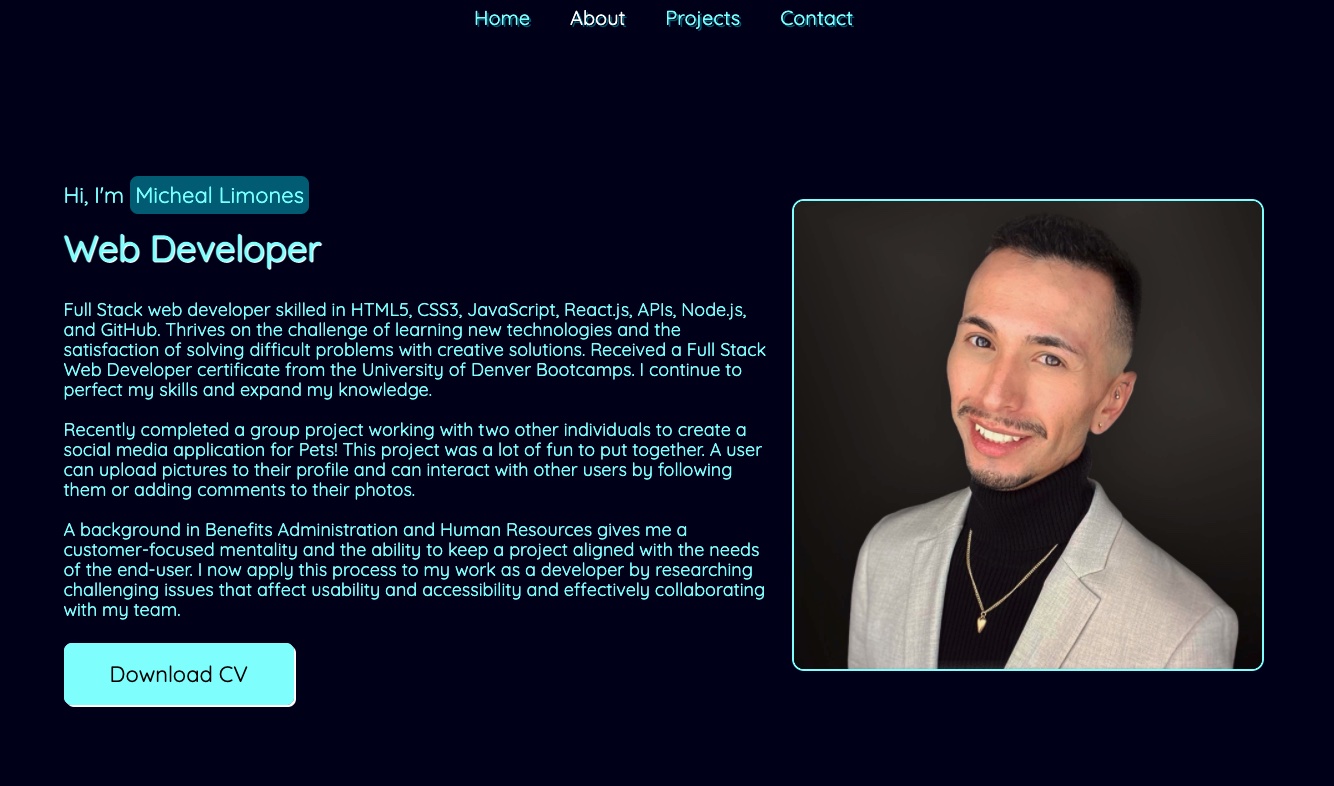 Home About Projects Contact
Hi, I'm Micheal Limones
Web Developer
Full Stack web developer skilled in HTML5, CSS3, JavaScript, React.js, APIs, Node.js,
and GitHub. Thrives on the challenge of learning new technologies and the
satisfaction of solving difficult problems with creative solutions. Received a Full Stack
Web Developer certificate from the University of Denver Bootcamps. I continue to
perfect my skills and expand my knowledge.
Recently completed a group project working with two other individuals to create a
social media application for Pets! This project was a lot of fun to put together. A user
can upload pictures to their profile and can interact with other users by following
them or adding comments to their photos.
A background in Benefits Administration and Human Resources gives me a
customer-focused mentality and the ability to keep a project aligned with the needs
of the end-user. I now apply this process to my work as a developer by researching
challenging issues that affect usability and accessibility and effectively collaborating
with my team.
Download CV